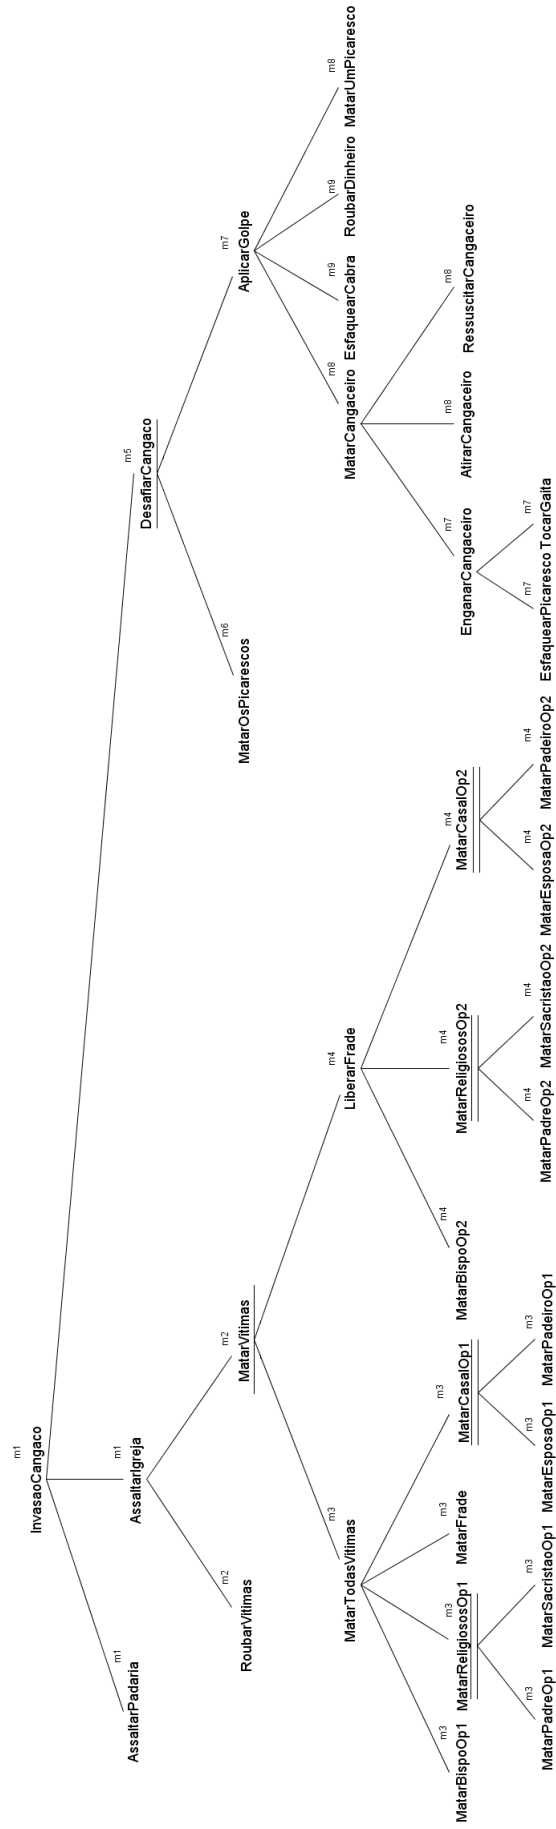 m1
InvasaoCangaco
m1
AssaltarPadaria
m1
AssaltarIgreja
m5
DesafiarCangaco
m2
RoubarVitimas
m2
MatarVitimas
m6
MatarOsPicarescos
m7
AplicarGolpe
m3
MatarTodasVitimas
m4
LiberarFrade
m8
MatarCangaceiro
m9
EsfaquearCabra
m9
RoubarDinheiro
m8
MatarUmPicaresco
m3
MatarBispoOp1
m3
MatarReligiososOp1
m3
MatarFrade
m3
MatarCasalOp1
m4
MatarBispoOp2
m4
MatarReligiososOp2
m4
MatarCasalOp2
m7
EnganarCangaceiro
m8
AtirarCangaceiro
m8
RessuscitarCangaceiro
m3
MatarPadreOp1
m3
MatarSacristaoOp1
m3
MatarEsposaOp1
m3
MatarPadeiroOp1
m4
MatarPadreOp2
m4
MatarSacristaoOp2
m4
MatarEsposaOp2
m4
MatarPadeiroOp2
m7
EsfaquearPicaresco
m7
TocarGaita